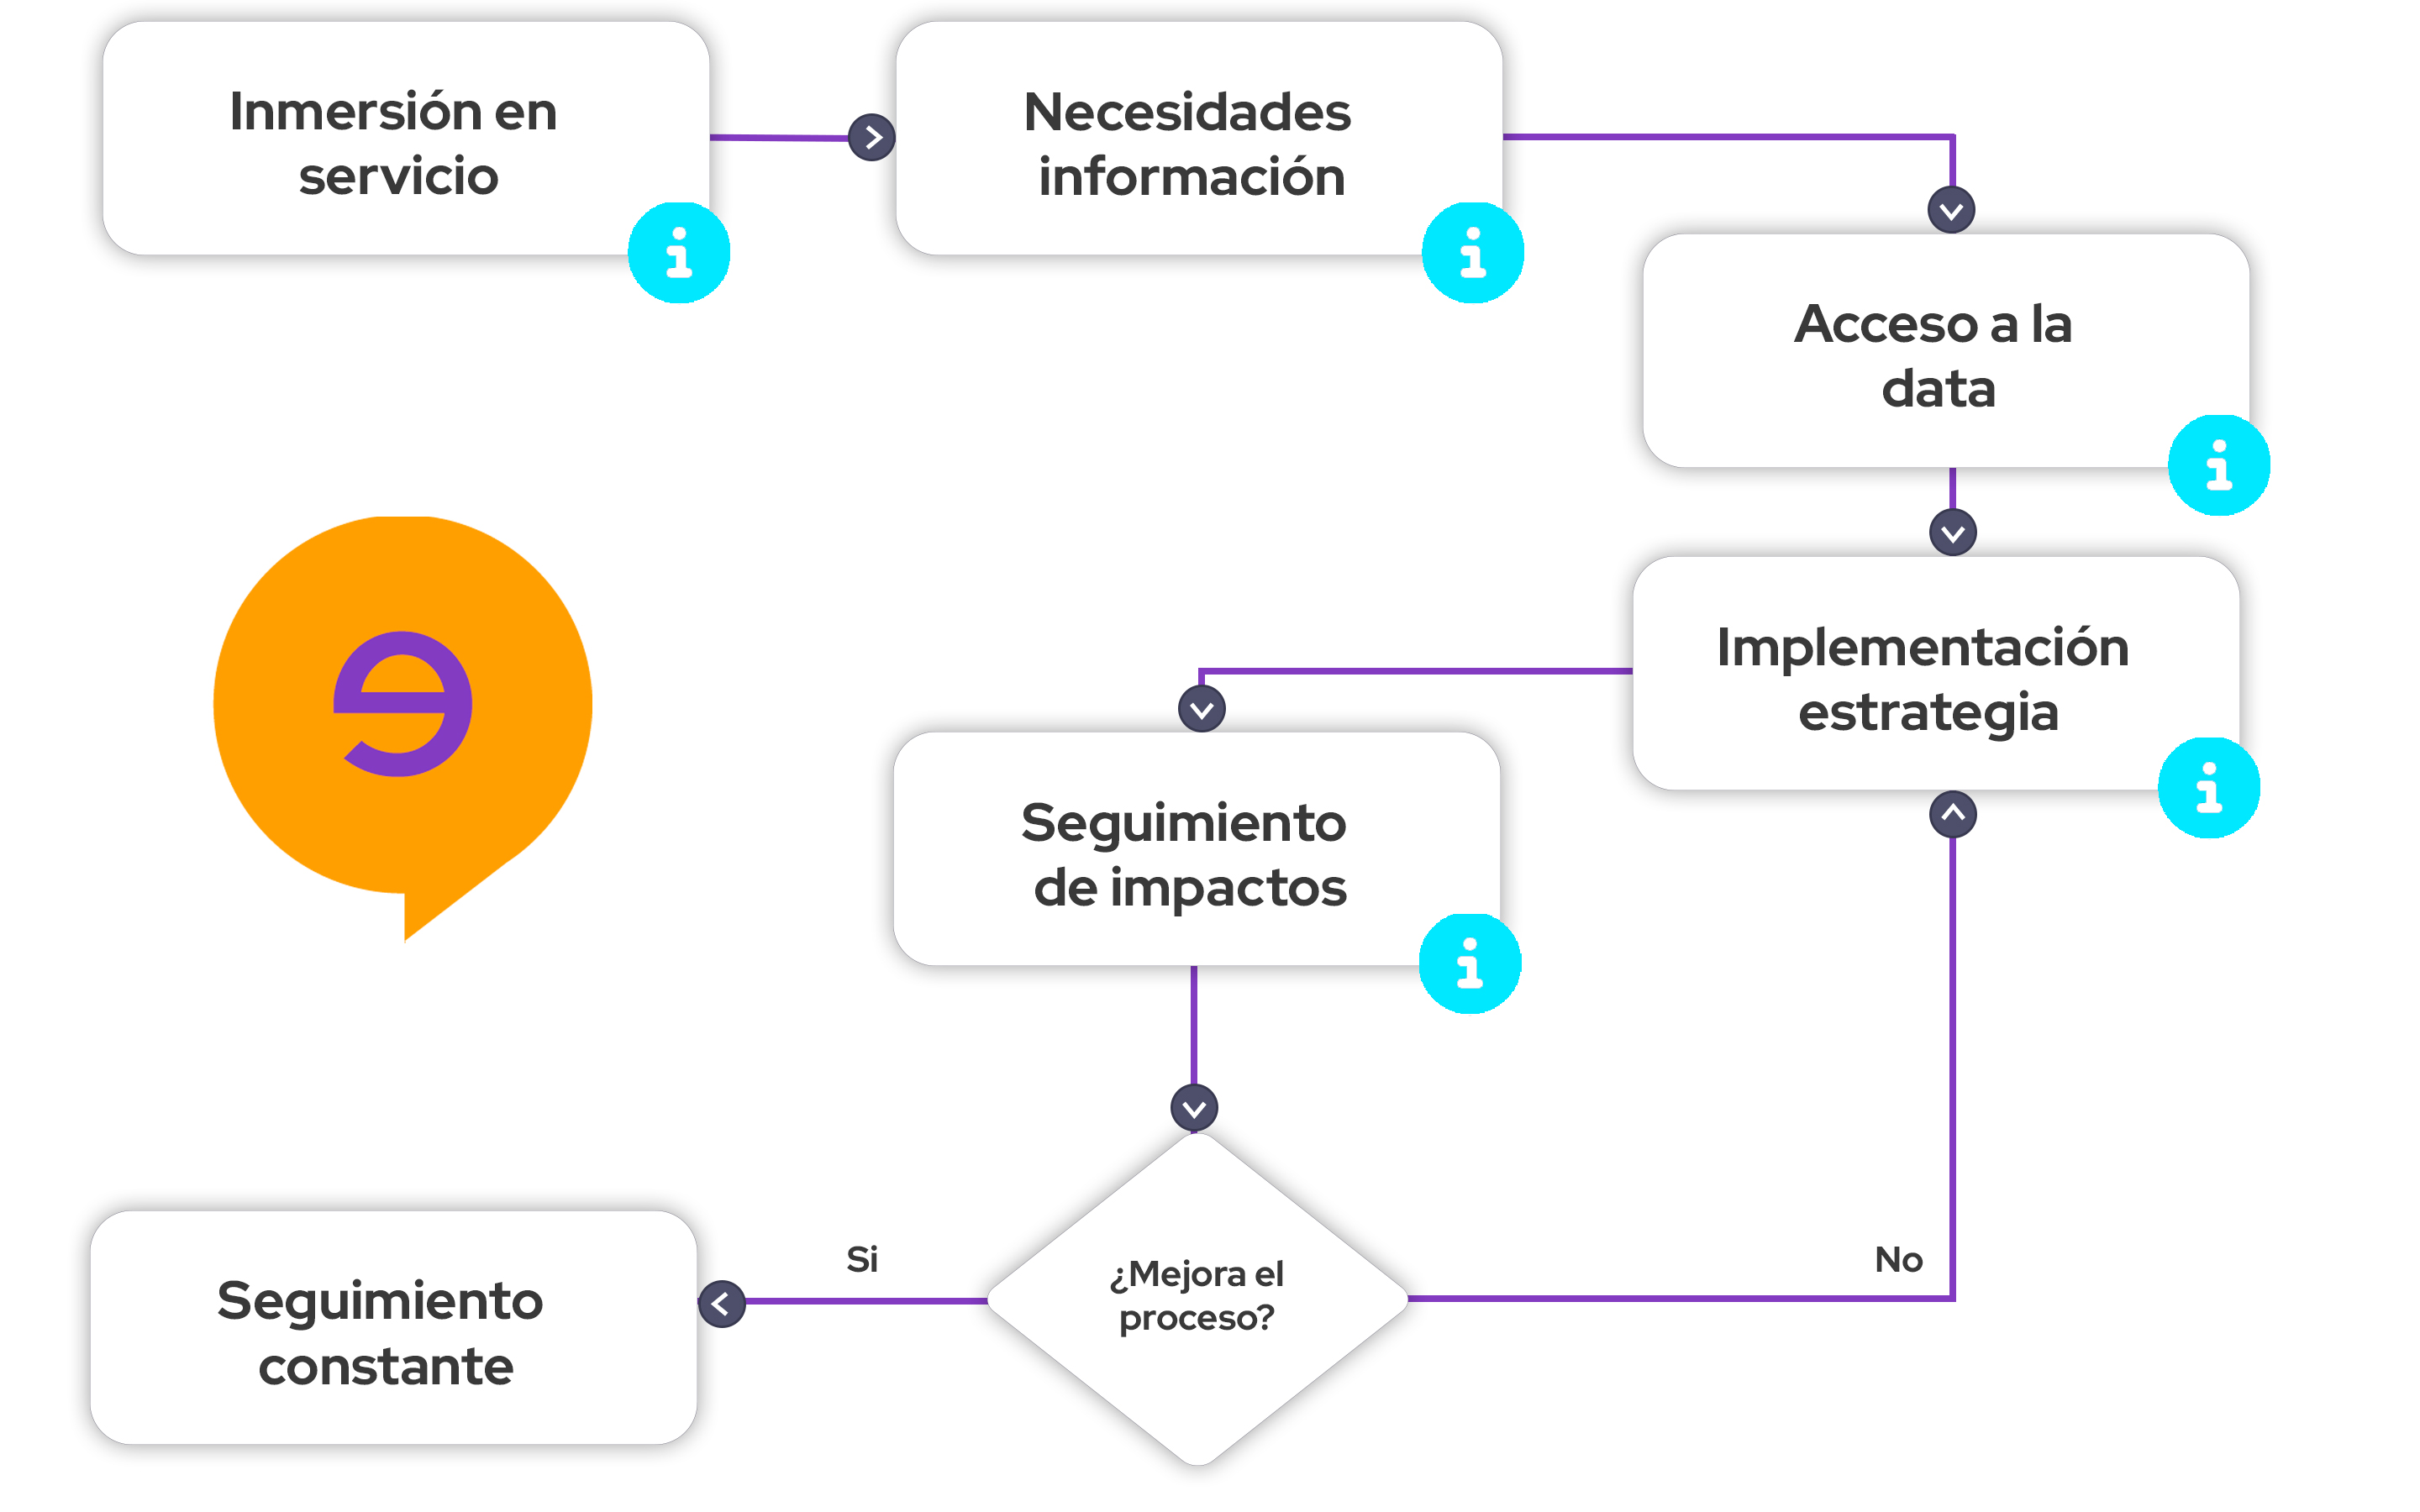 Inmersión en
servicio
Necesidades
información
Acceso a la
data
Implementación
estrategia
Seguimiento
de impactos
¿Mejora el
proceso?
Si
No
Seguimiento
constante